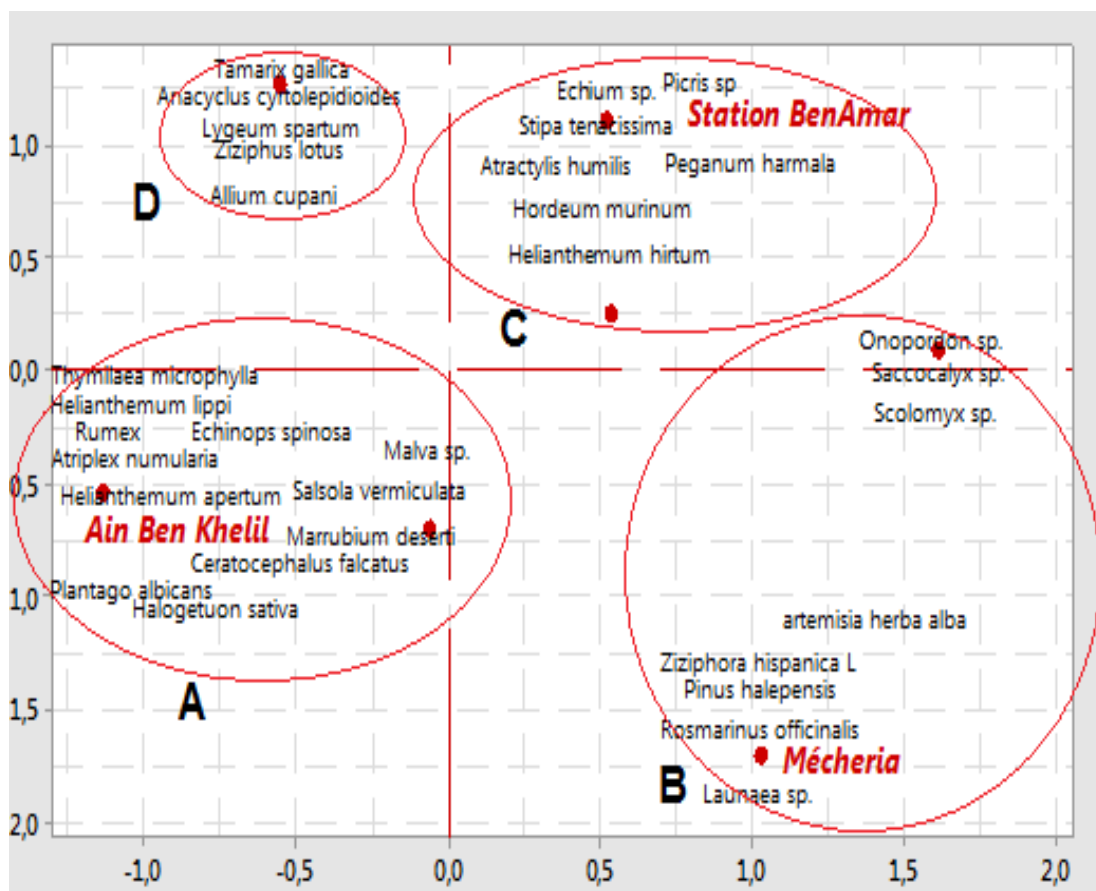 Tamarix gallica
Anacyclus cyrtolepidioides
Lygeum spartum
Ziziphus lotus
Allium cupani
D
Echium sp.
Picris sp
Station BenAmar
Stipa tenacissima
Atractylis humilis
Peganum harmala
Hordeum murinum
Helianthemum hirtum
C
Thymilaea microphylla
Helianthemum lippi
Rumex
Echinops spinosa
Atriplex numularia
Malva sp.
Helianthemum apertum
Salsola vermiculata
Ain Ben Khelil
Marrubium deserti
Ceratocephalus falcatus
Plantago albicans
Halogetuon sativa
A
Onopordon sp.
Saccocalyx sp.
Scolomyx sp.
artemisia herba alba
Ziziphora hispanica L
Pinus halepensis
Rosmarinus officinalis
Mécheria
Launaea sp.
B
1,0
0,5
0,0
0,5
1,0
1,5
2,0
-1,0
-0,5
0,0
0,5
1,0
1,5
2,0